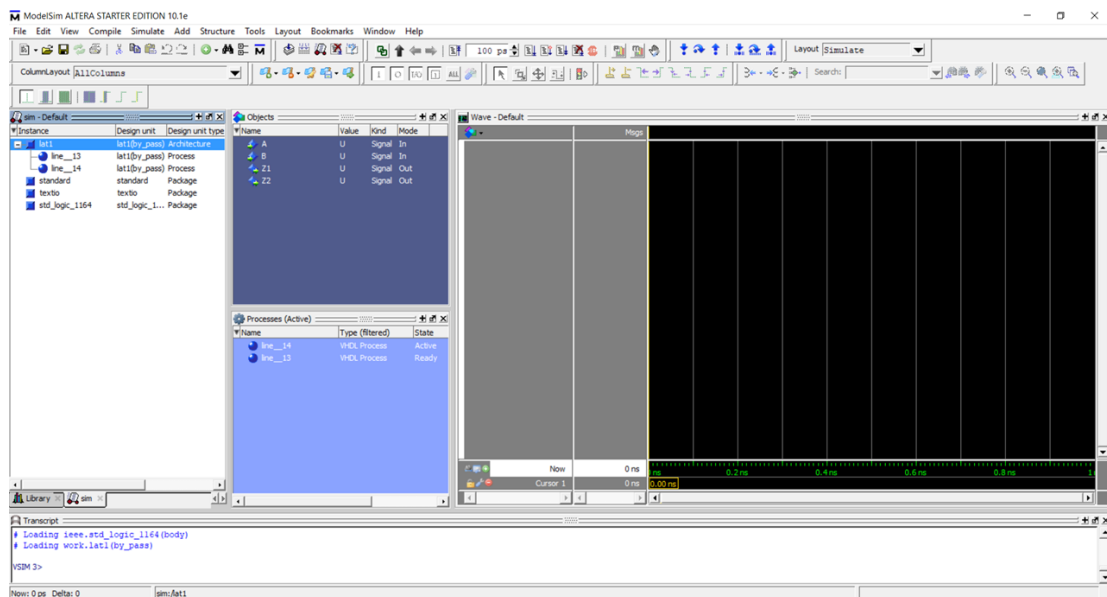 ModelSim ALTERA STARTER EDITION 10.1e
File Edit View Compile Simulate Add Structure Tools Layout Bookmarks Window Help
100 ps
Layout Simulate
ColumnLayout AllColumns
ALL
Search:
sim - Default
Instance Design unit Design unit type
lat1 lat1(by_pass) Architecture
line__13 lat1(by_pass) Process
line__14 lat1(by_pass) Process
standard standard Package
textio textio Package
std_logic_1164 std_logic_1... Package
Library sim
Objects
Name Value Kind Mode
A U Signal In
B U Signal In
Z1 U Signal Out
Z2 U Signal Out
Processes (Active)
Name Type (filtered) State
line__14 VHDL Process Active
line__13 VHDL Process Ready
Wave - Default
Msgs
Now 0 ns
Cursor 1 0 ns
ns 0.2 ns 0.4 ns 0.6 ns 0.8 ns 1
0.00 ns
Transcript
# Loading ieee.std_logic_1164(body)
# Loading work.lat1(by_pass)
VSIM 3>
Now: 0 ps Delta: 0 sim:/lat1